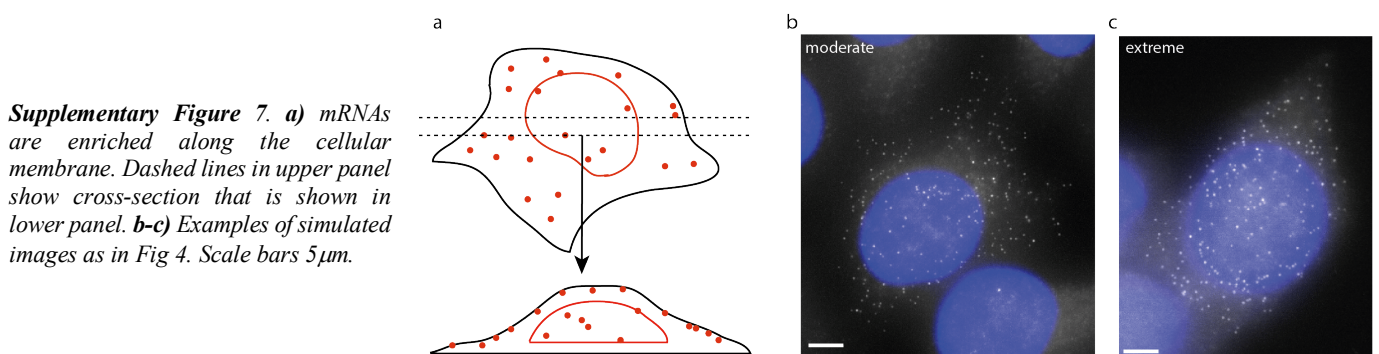 Supplementary Figure 7. a) mRNAs
are enriched along the cellular
membrane. Dashed lines in upper panel
show cross-section that is shown in
lower panel. b-c) Examples of simulated
images as in Fig 4. Scale bars 5μm.
a
b
moderate
c
extreme